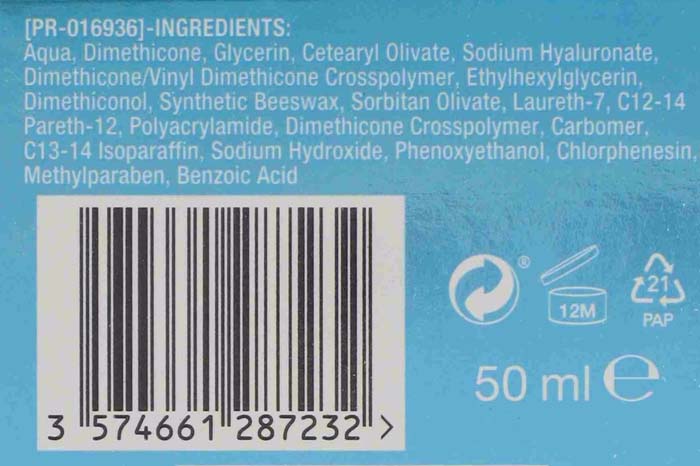 [PR-016936]-INGREDIENTS:
Aqua, Dimethicone, Glycerin, Cetearyl Olivate, Sodium Hyaluronate,
Dimethicone/Vinyl Dimethicone Crosspolymer, Ethylhexylglycerin,
Dimethiconol, Synthetic Beeswax, Sorbitan Olivate, Laureth-7, C12-14
Pareth-12, Polyacrylamide, Dimethicone Crosspolymer, Carbomer,
C13-14 Isoparaffin, Sodium Hydroxide, Phenoxyethanol, Chlorphenesin,
Methylparaben, Benzoic Acid
®
12M
21
PAP
50 ml ℮
3 574661 287232 >